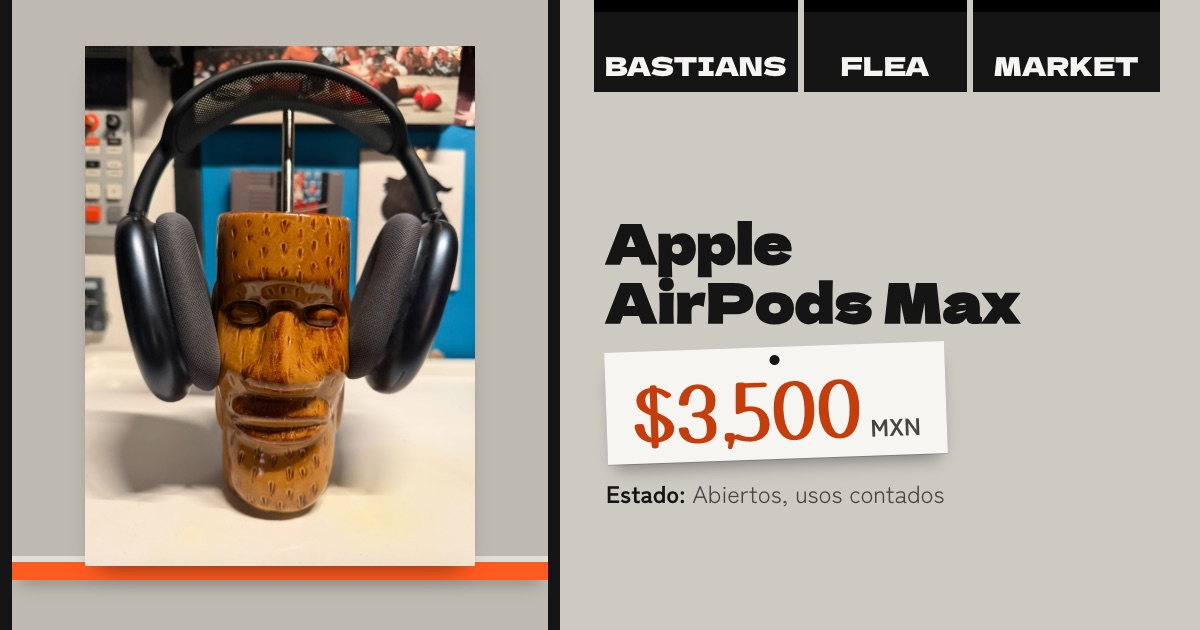 BASTIANS FLEA MARKET
Apple
AirPods Max
$3,500 MXN
Estado: Abiertos, usos contados